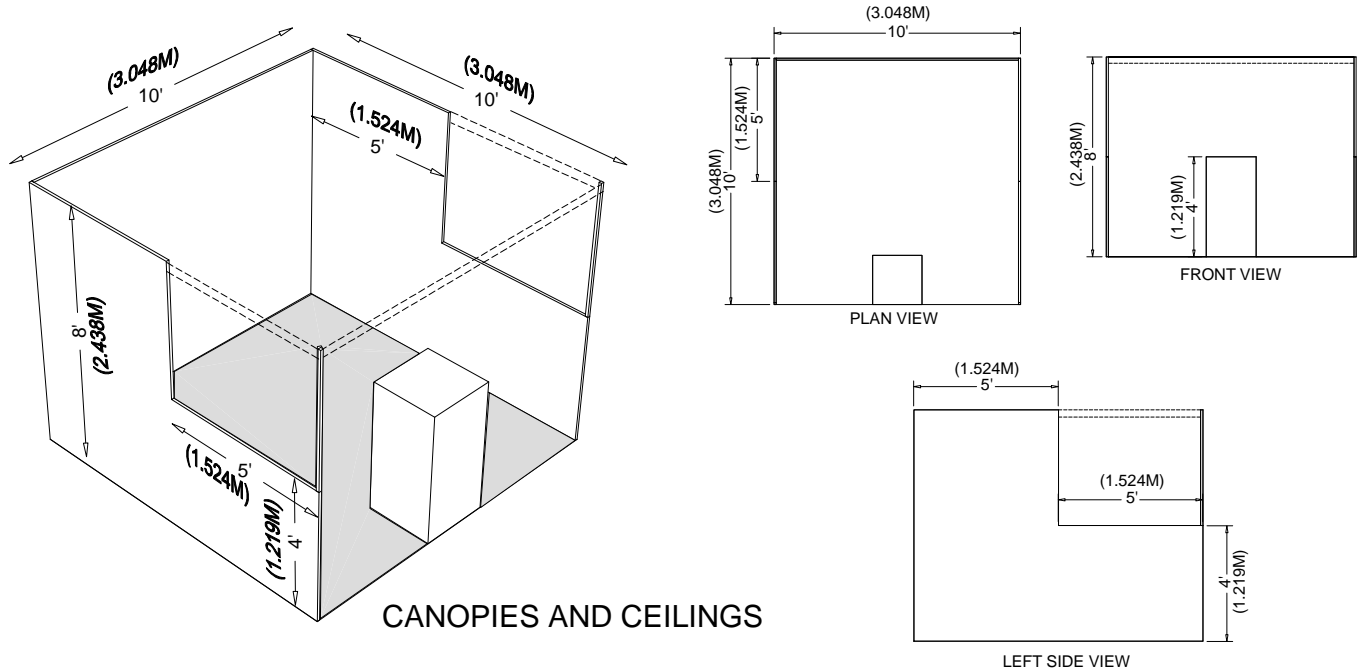 (3.048M)
10'
(3.048M)
10'
(1.524M)
5'
8'
(2.438M)
5'
(1.524M)
(1.219M)
4'
CANOPIES AND CEILINGS
(3.048M)
10'
(1.524M)
5'
(3.048M)
10'
PLAN VIEW
(2.438M)
8'
(1.219M)
4'
FRONT VIEW
(1.524M)
5'
(1.524M)
5'
4'
(1.219M)
LEFT SIDE VIEW